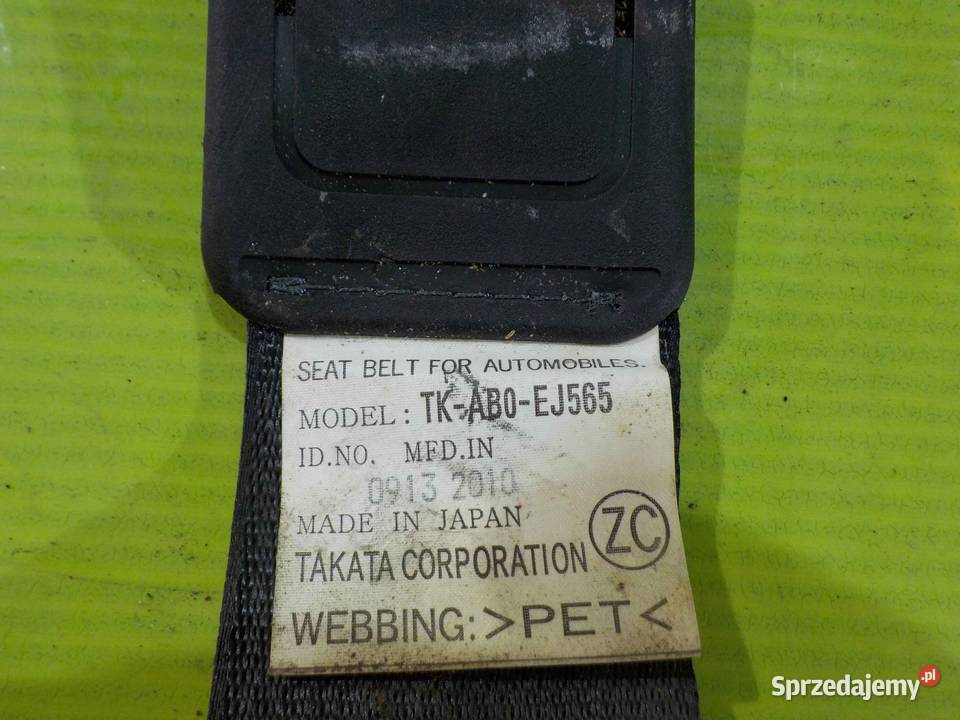 SEAT BELT FOR AUTOMOBILES.
MODEL: TK-AB0-EJ565
ID.NO. MFD.IN
0913 2010
MADE IN JAPAN
ZC
TAKATA CORPORATION
WEBBING: >PET<
Sprzedajemy.pl